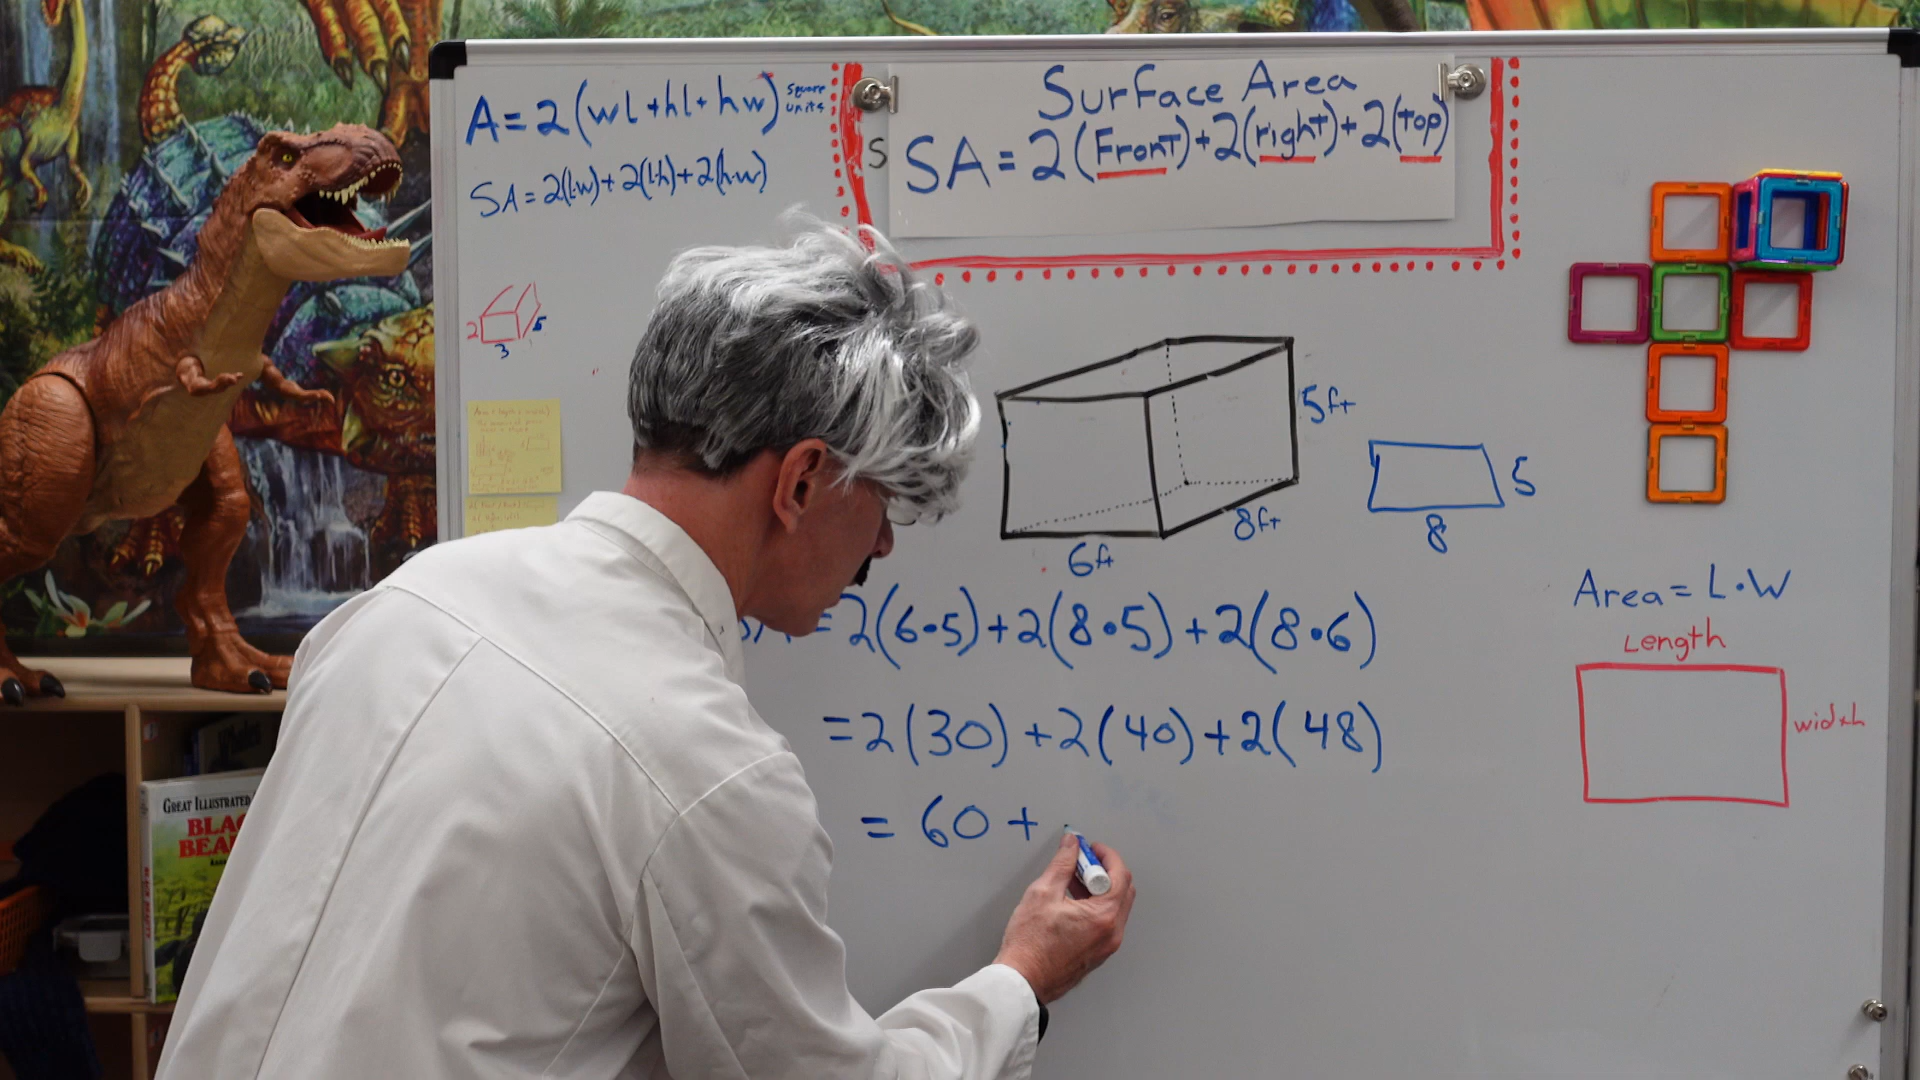 A = 2(wl+hl+hw) square units
SA = 2(l·w)+2(l·h)+2(h·w)
S
Surface Area
SA = 2(Front)+2(right)+2(top)
2
3
5
5ft
8ft
6ft
5
8
= 2(6·5)+2(8·5)+2(8·6)
=2(30)+2(40)+2(48)
= 60 +
Area = L·W
Length
width
GREAT ILLUSTRATED